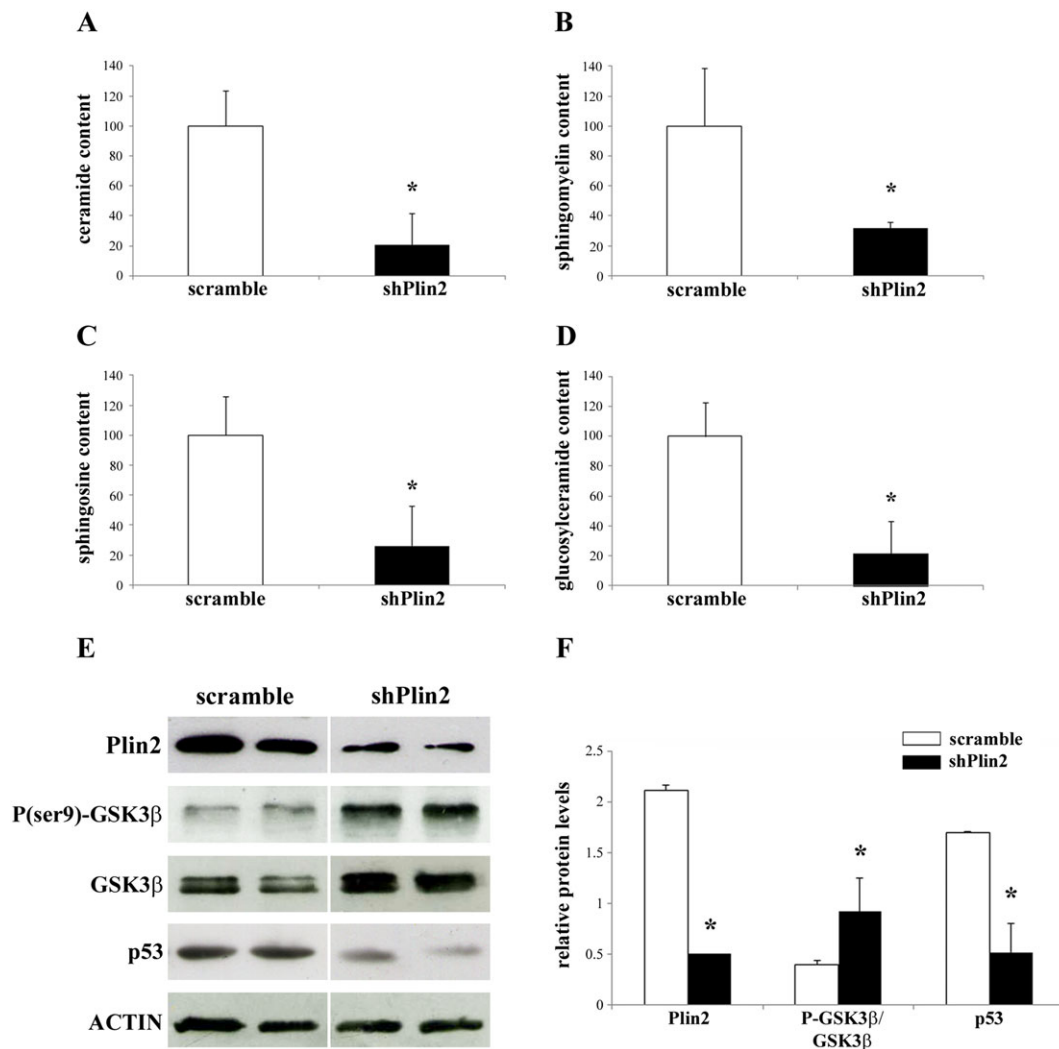 A
ceramide content
140
120
100
80
60
40
20
0
*
scramble
shPlin2
B
sphingomyelin content
140
120
100
80
60
40
20
0
*
scramble
shPlin2
C
sphingosine content
140
120
100
80
60
40
20
0
*
scramble
shPlin2
D
glucosylceramide content
140
120
100
80
60
40
20
0
*
scramble
shPlin2
E
scramble shPlin2
Plin2
P(ser9)-GSK3β
GSK3β
p53
ACTIN
F
scramble
shPlin2
relative protein levels
2.5
2
1.5
1
0.5
0
*
*
*
Plin2
P-GSK3β/
GSK3β
p53